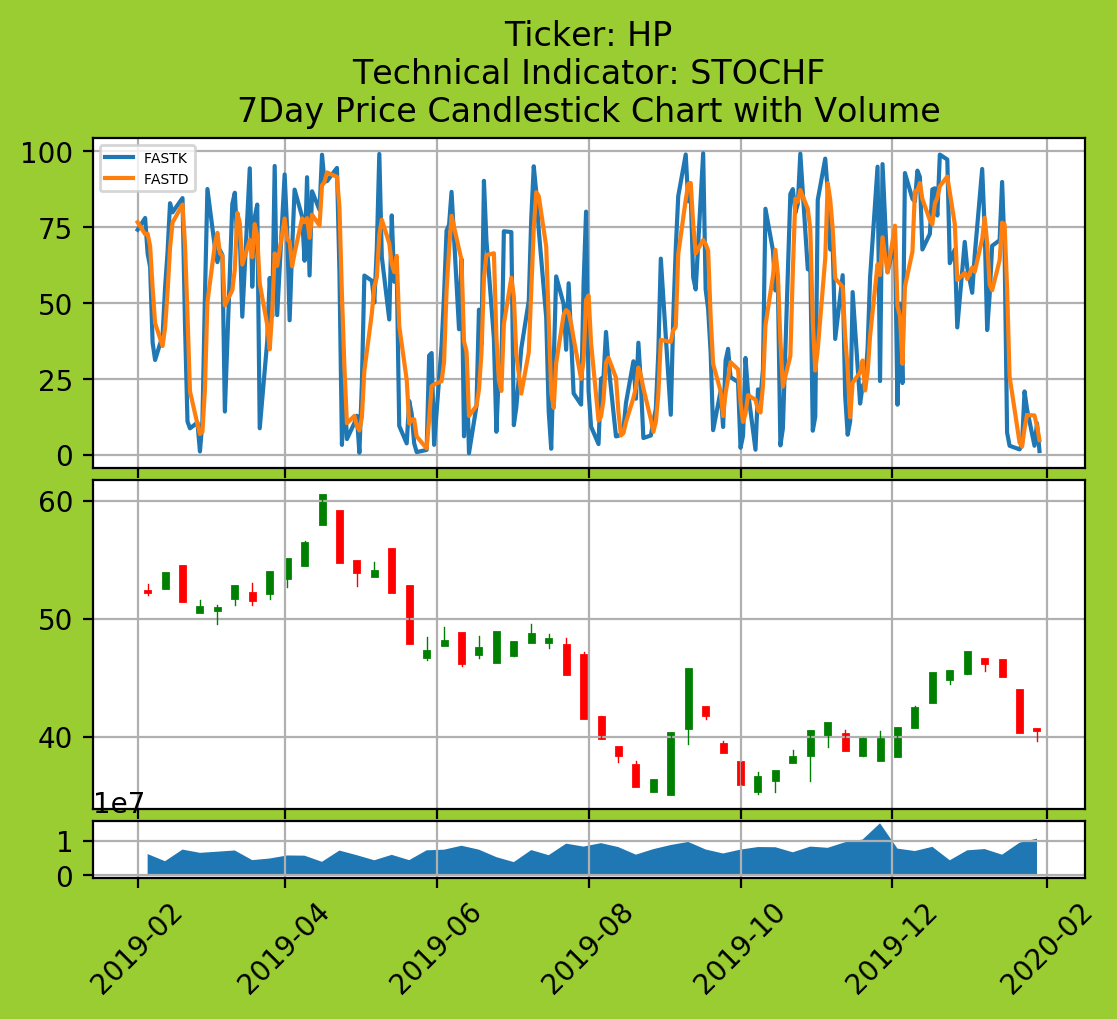 Ticker: HP
Technical Indicator: STOCHF
7Day Price Candlestick Chart with Volume
100
FASTK
FASTD
75
50
25
0
60
50
40
1e7
1
0
2019-02
2019-04
2019-06
2019-08
2019-10
2019-12
2020-02